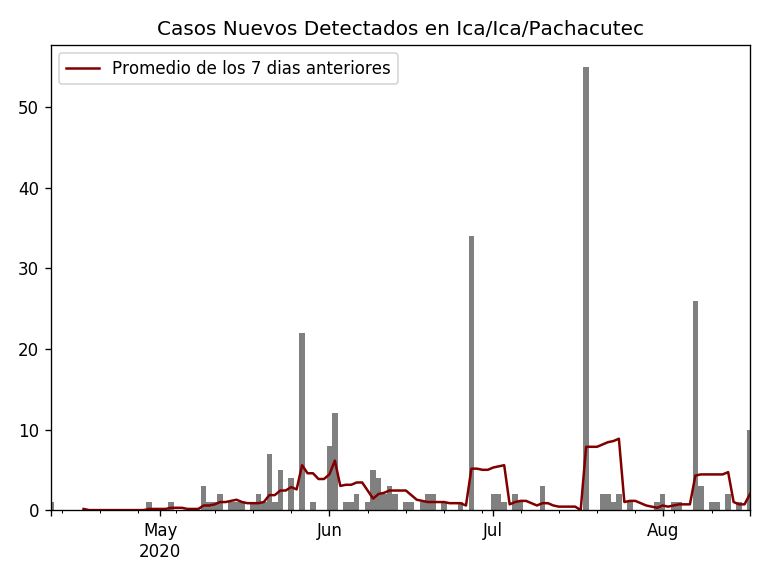 Casos Nuevos Detectados en Ica/Ica/Pachacutec
Promedio de los 7 dias anteriores
50
40
30
20
10
0
May
2020
Jun
Jul
Aug